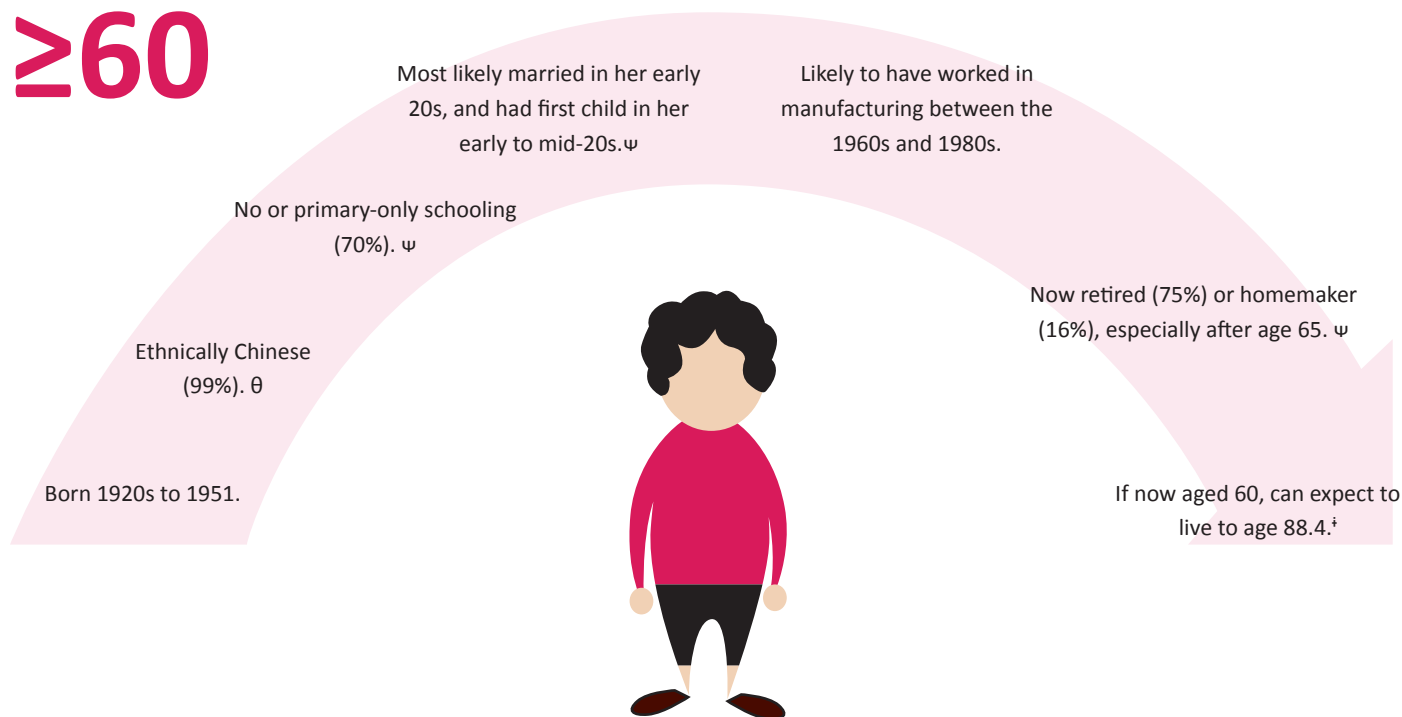 ≥60
Born 1920s to 1951.
Ethnically Chinese
(99%). θ
No or primary-only schooling
(70%). ψ
Most likely married in her early
20s, and had first child in her
early to mid-20s.ψ
Likely to have worked in
manufacturing between the
1960s and 1980s.
Now retired (75%) or homemaker
(16%), especially after age 65. ψ
If now aged 60, can expect to
live to age 88.4.ɨ